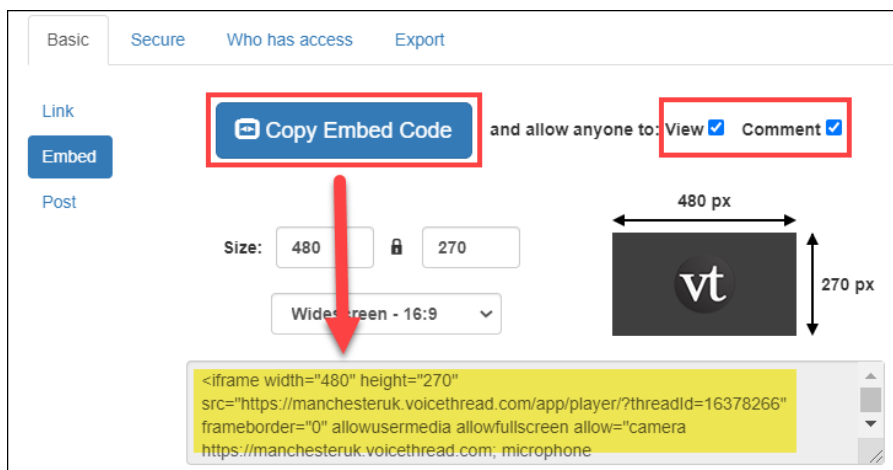 Basic Secure Who has access Export
Link
Copy Embed Code and allow anyone to: View Comment
Embed
Post
480 px
Size: 480 270
vt
270 px
Widescreen - 16:9
<iframe width="480" height="270"
src="https://manchesteruk.voicethread.com/app/player/?threadId=16378266"
frameborder="0" allowusermedia allowfullscreen allow="camera
https://manchesteruk.voicethread.com; microphone